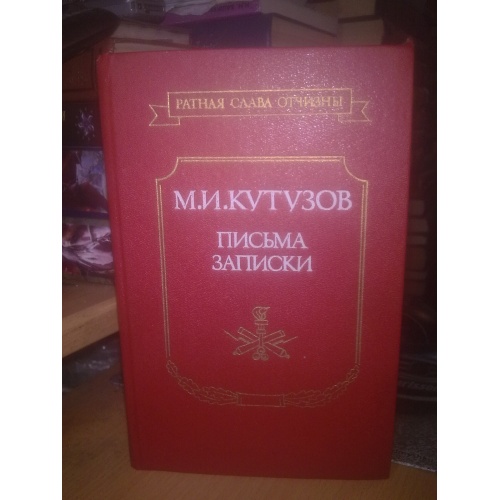 РАТНАЯ СЛАВА ОТЧИЗНЫ
М.И.КУТУЗОВ
ПИСЬМА
ЗАПИСКИ